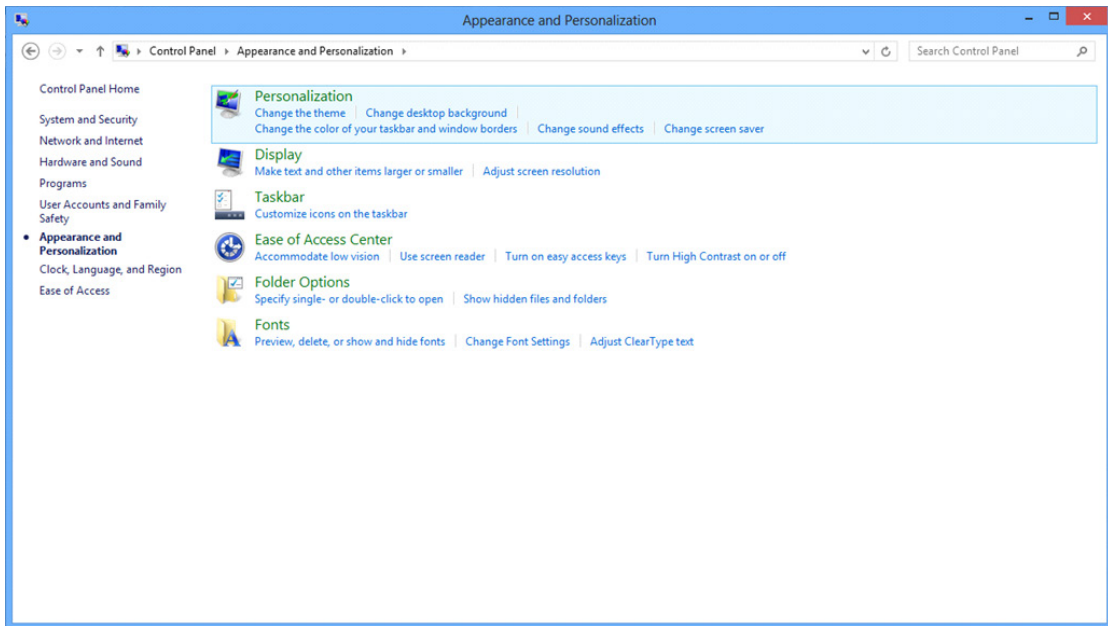 Appearance and Personalization
Control Panel Appearance and Personalization
Search Control Panel
Control Panel Home
System and Security
Network and Internet
Hardware and Sound
Programs
User Accounts and Family
Safety
Appearance and
Personalization
Clock, Language, and Region
Ease of Access
Personalization
Change the theme Change desktop background
Change the color of your taskbar and window borders Change sound effects Change screen saver
Display
Make text and other items larger or smaller Adjust screen resolution
Taskbar
Customize icons on the taskbar
Ease of Access Center
Accommodate low vision Use screen reader Turn on easy access keys Turn High Contrast on or off
Folder Options
Specify single- or double-click to open Show hidden files and folders
Fonts
Preview, delete, or show and hide fonts Change Font Settings Adjust ClearType text